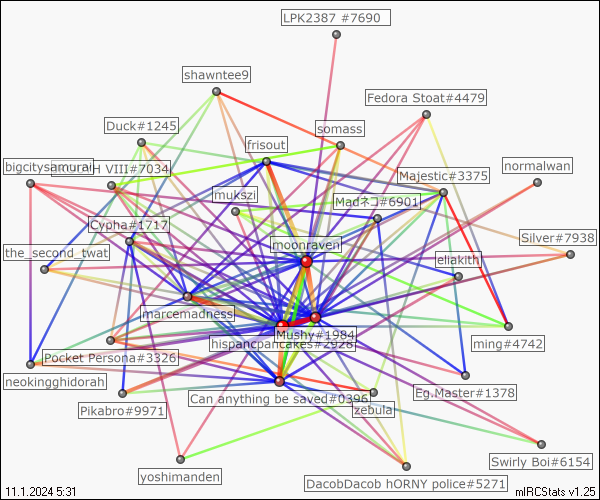 LPK2387 #7690
shawntee9
Fedora Stoat#4479
Duck#1245
somass
frisout
bigcitysamurai
VIII#7034
normalwan
Majestic#3375
mukszi
Madネコ#6901
Cypha#1717
Silver#7938
moonraven
the_second_twat
eliakith
marcemadness
Mushy#1984
hispancpancakes#2926
ming#4742
Pocket Persona#3326
neokingghidorah
Eg.Master#1378
Can anything be saved#0396
Pikabro#9971
zebula
Swirly Boi#6154
yoshimanden
DacobDacob hORNY police#5271
11.1.2024 5:31
mIRCStats v1.25